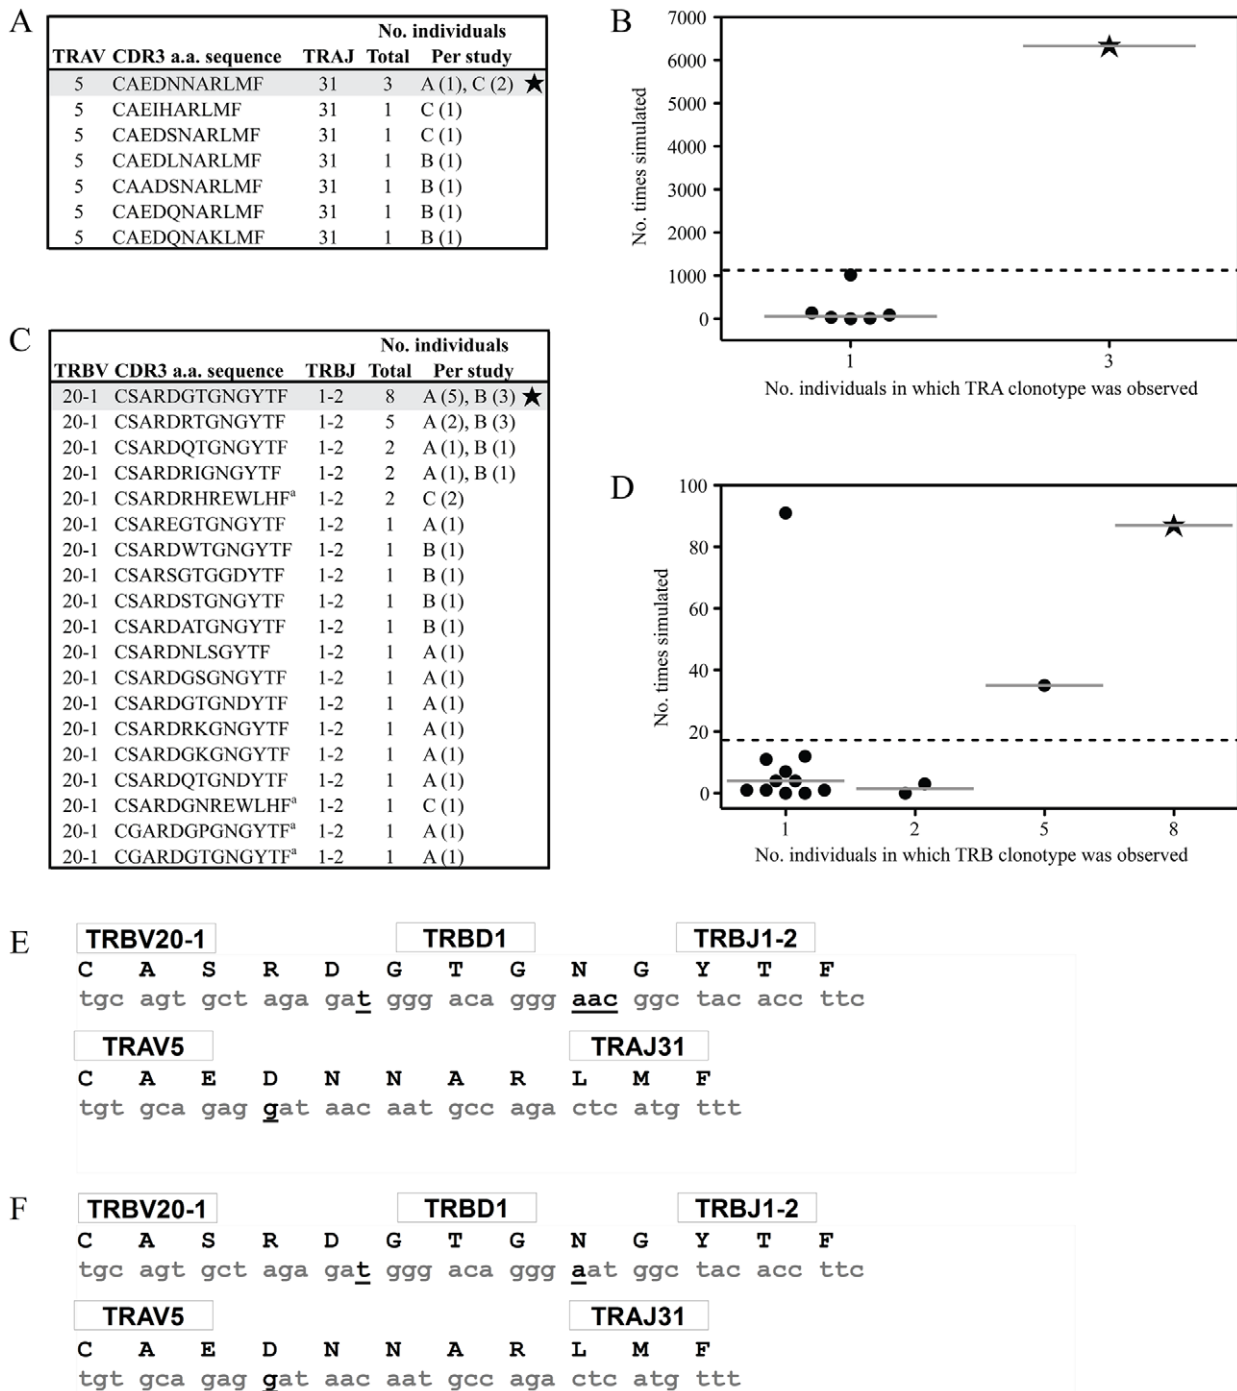 A
No. individuals
TRAV CDR3 a.a. sequence TRAJ Total Per study
5 CAEDNNARLMF 31 3 A (1), C (2) ★
5 CAEIHARLMF 31 1 C (1)
5 CAEDSNARLMF 31 1 C (1)
5 CAEDLNARLMF 31 1 B (1)
5 CAADSNARLMF 31 1 B (1)
5 CAEDQNARLMF 31 1 B (1)
5 CAEDQNAKLMF 31 1 B (1)
B
No. times simulated
7000
6000
5000
4000
3000
2000
1000
0
1 3
No. individuals in which TRA clonotype was observed
C
No. individuals
TRBV CDR3 a.a. sequence TRBJ Total Per study
20-1 CSARDGTGNGYTF 1-2 8 A (5), B (3) ★
20-1 CSARDRTGNGYTF 1-2 5 A (2), B (3)
20-1 CSARDQTGNGYTF 1-2 2 A (1), B (1)
20-1 CSARDRIGNGYTF 1-2 2 A (1), B (1)
20-1 CSARDRHREWLHFᵃ 1-2 2 C (2)
20-1 CSAREGTGNGYTF 1-2 1 A (1)
20-1 CSARDWTGNGYTF 1-2 1 B (1)
20-1 CSARSGTGGDYTF 1-2 1 B (1)
20-1 CSARDSTGNGYTF 1-2 1 B (1)
20-1 CSARDATGNGYTF 1-2 1 B (1)
20-1 CSARDNLSGYTF 1-2 1 A (1)
20-1 CSARDGSGNGYTF 1-2 1 A (1)
20-1 CSARDGTGNDYTF 1-2 1 A (1)
20-1 CSARDRKGNGYTF 1-2 1 A (1)
20-1 CSARDGKGNGYTF 1-2 1 A (1)
20-1 CSARDQTGNDYTF 1-2 1 A (1)
20-1 CSARDGNREWLHFᵃ 1-2 1 C (1)
20-1 CGARDGPGNGYTFᵃ 1-2 1 A (1)
20-1 CGARDGTGNGYTFᵃ 1-2 1 A (1)
D
No. times simulated
100
80
60
40
20
0
1 2 5 8
No. individuals in which TRB clonotype was observed
E
TRBV20-1 TRBD1 TRBJ1-2
C A S R D G T G N G Y T F
tgc agt gct aga gat ggg aca ggg aac ggc tac acc ttc
TRAV5 TRAJ31
C A E D N N A R L M F
tgt gca gag gat aac aat gcc aga ctc atg ttt
F
TRBV20-1 TRBD1 TRBJ1-2
C A S R D G T G N G Y T F
tgc agt gct aga gat ggg aca ggg aat ggc tac acc ttc
TRAV5 TRAJ31
C A E D N N A R L M F
tgt gca gag gat aac aat gcc aga ctc atg ttt